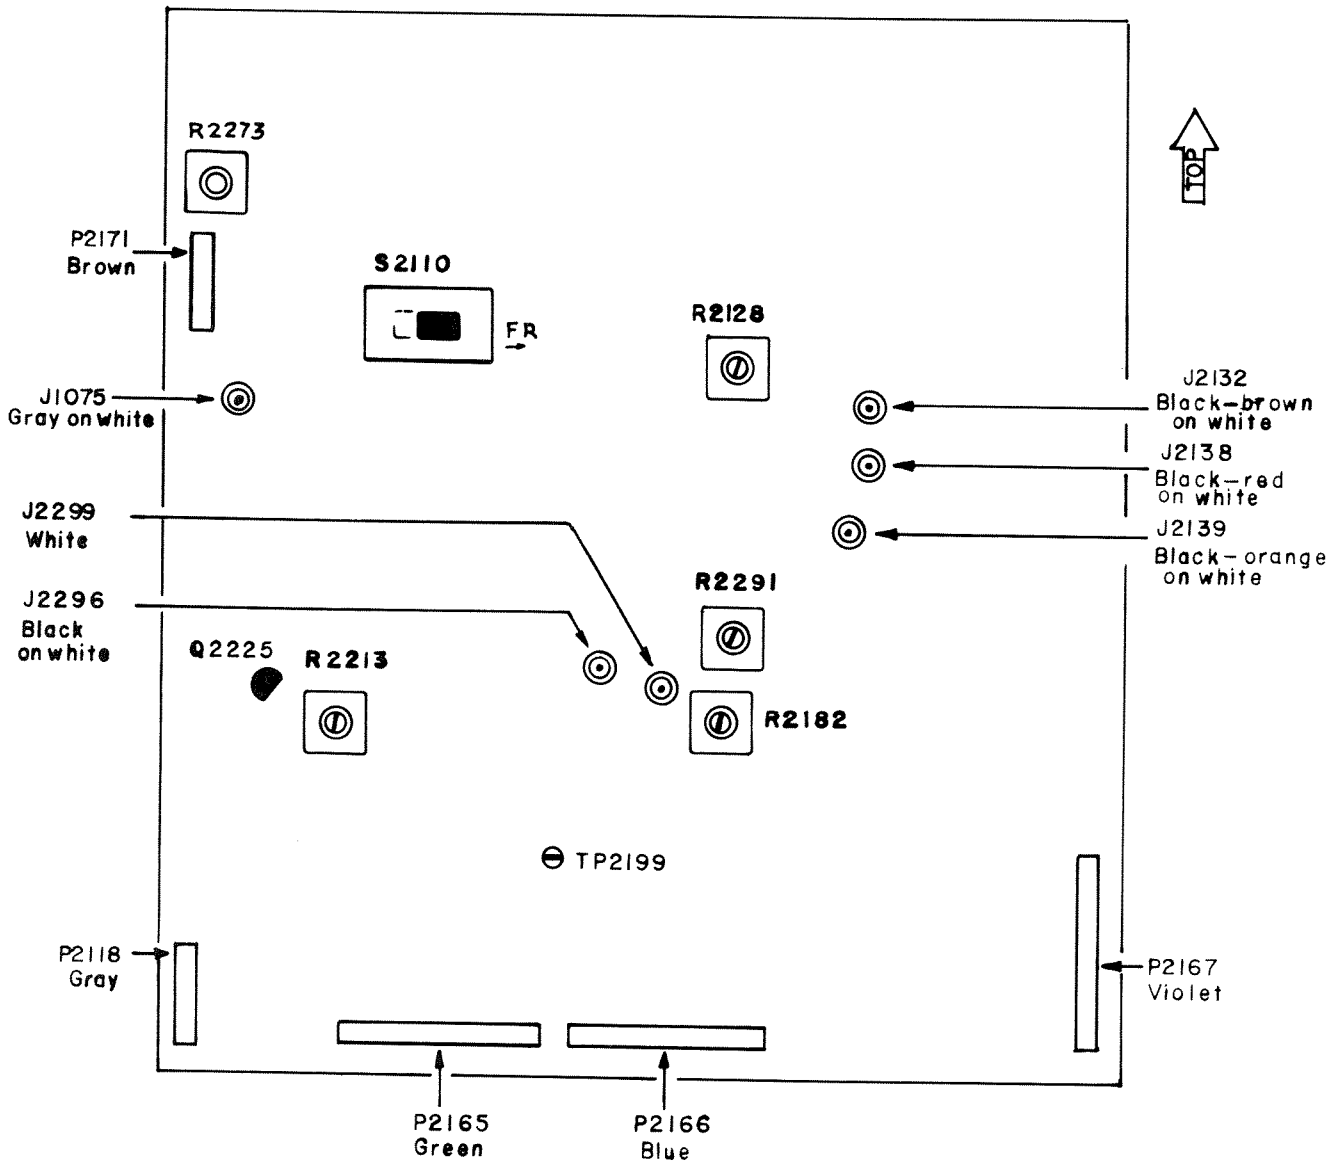 R2273
TOP
P2171
Brown
S2110
FR
R2128
J1075
Gray on white
J2132
Black-brown
on white
J2138
Black-red
on white
J2299
White
J2139
Black-orange
on white
J2296
Black
on white
R2291
Q2225
R2213
R2182
TP2199
P2118
Gray
P2167
Violet
P2165
Green
P2166
Blue